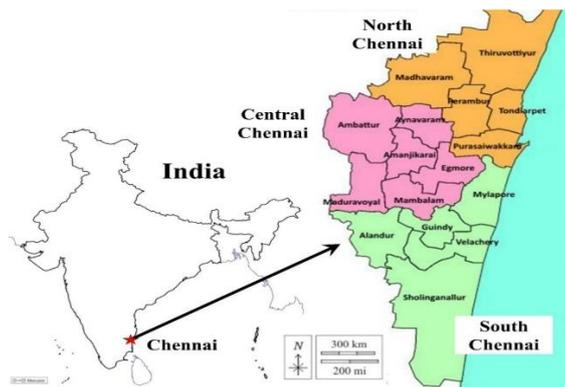 North
Chennai
Thiruvottiyur
Madhavaram
Perambur
Tondiarpet
Central
Chennai
Ambattur
Aynavaram
Purasaiwakkam
Amanjikarai
Egmore
India
Maduravoyal
Mambalam
Mylapore
Guindy
Alandur
Velachery
Sholinganallur
Chennai
N
300 km
200 mi
South
Chennai